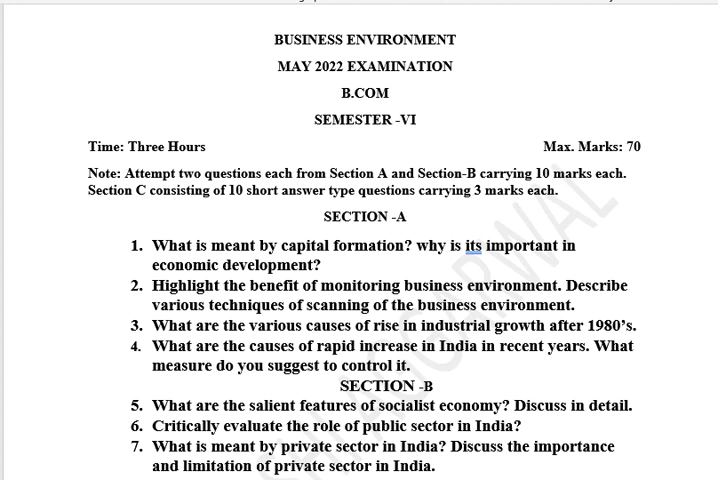 BUSINESS ENVIRONMENT
MAY 2022 EXAMINATION
B.COM
SEMESTER -VI
Time: Three Hours Max. Marks: 70
Note: Attempt two questions each from Section A and Section-B carrying 10 marks each.
Section C consisting of 10 short answer type questions carrying 3 marks each.
SECTION -A
1. What is meant by capital formation? why is its important in
economic development?
2. Highlight the benefit of monitoring business environment. Describe
various techniques of scanning of the business environment.
3. What are the various causes of rise in industrial growth after 1980's.
4. What are the causes of rapid increase in India in recent years. What
measure do you suggest to control it.
SECTION -B
5. What are the salient features of socialist economy? Discuss in detail.
6. Critically evaluate the role of public sector in India?
7. What is meant by private sector in India? Discuss the importance
and limitation of private sector in India.